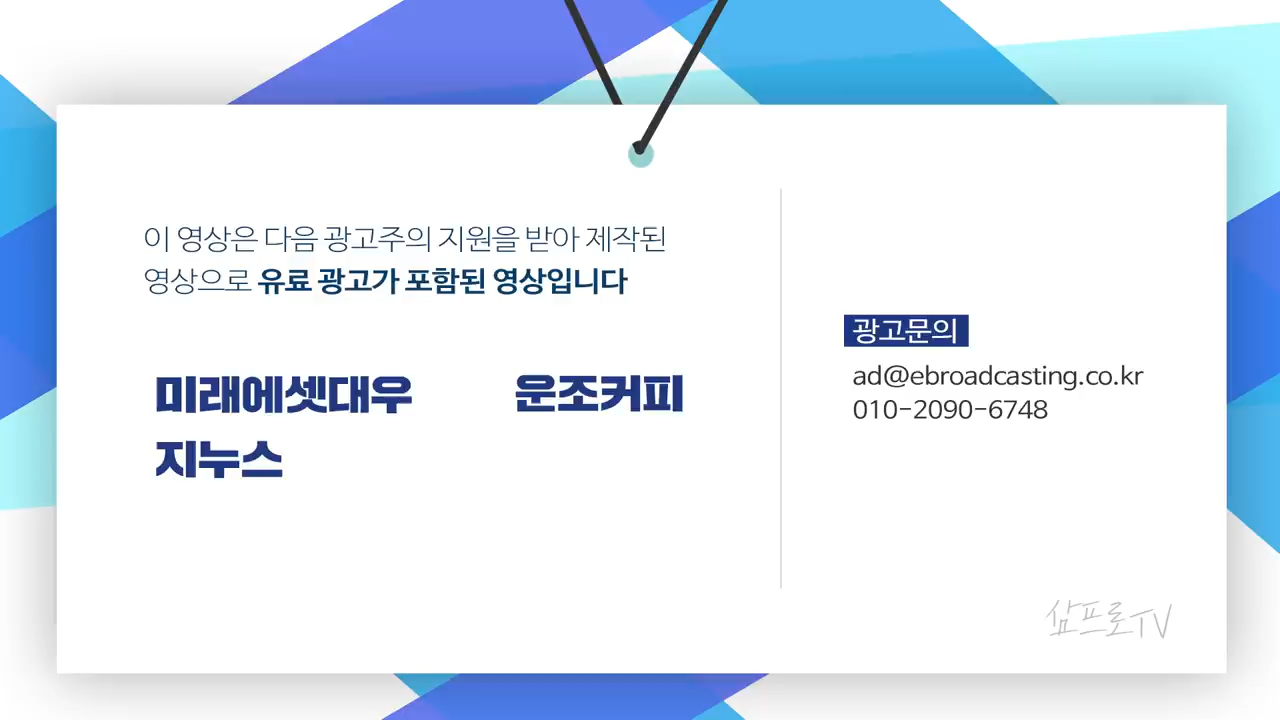 이 영상은 다음 광고주의 지원을 받아 제작된
영상으로 유료 광고가 포함된 영상입니다
미래에셋대우 운조커피
지누스
광고문의
ad@ebroadcasting.co.kr
010-2090-6748
삼프로TV